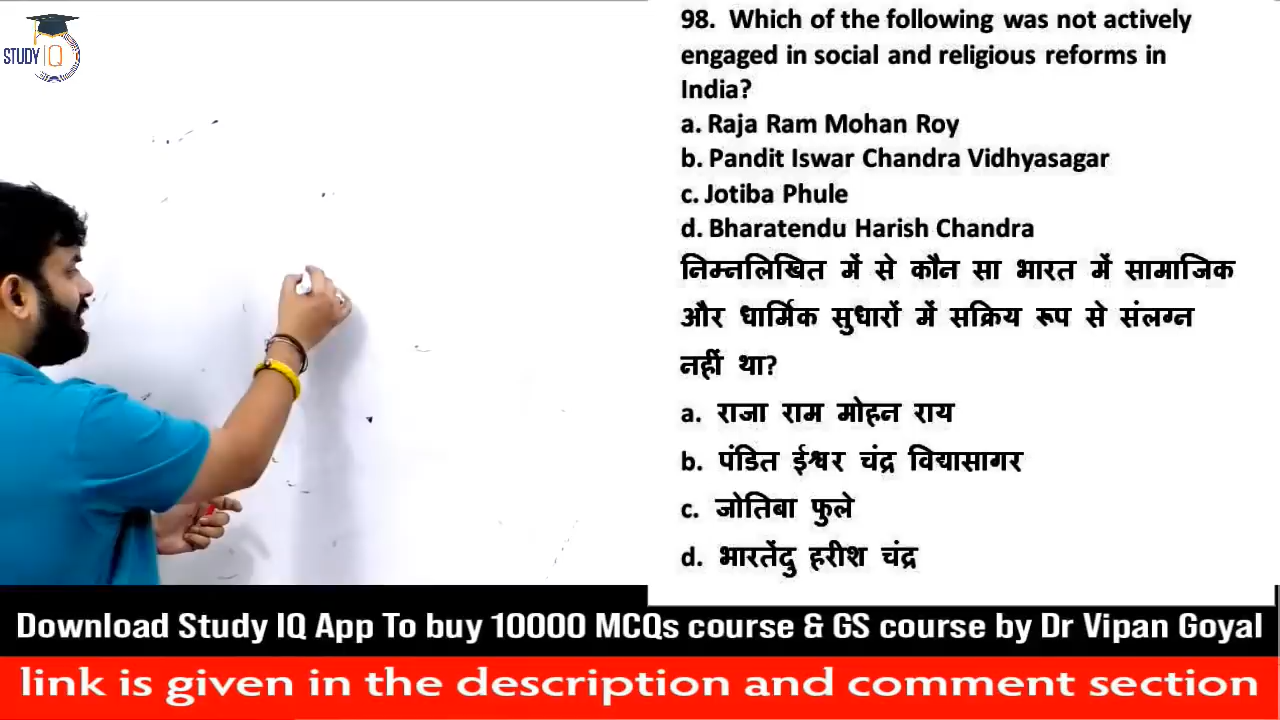 STUDY IQ
98. Which of the following was not actively
engaged in social and religious reforms in
India?
a. Raja Ram Mohan Roy
b. Pandit Iswar Chandra Vidhyasagar
c. Jotiba Phule
d. Bharatendu Harish Chandra
निम्नलिखित में से कौन सा भारत में सामाजिक
और धार्मिक सुधारों में सक्रिय रूप से संलग्न
नहीं था?
a. राजा राम मोहन राय
b. पंडित ईश्वर चंद्र विद्यासागर
c. जोतिबा फुले
d. भारतेंदु हरीश चंद्र
Download Study IQ App To buy 10000 MCQs course & GS course by Dr Vipan Goyal
link is given in the description and comment section